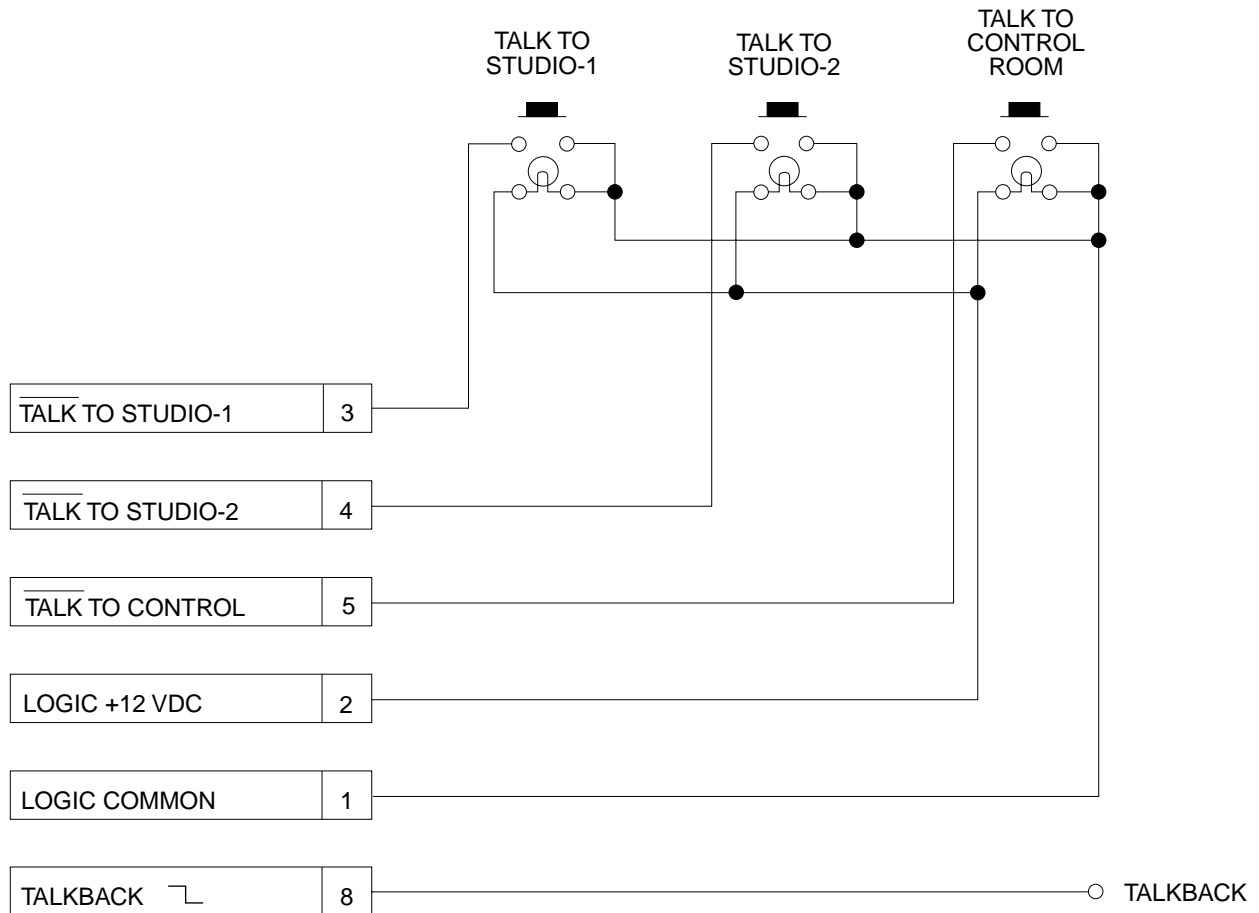 TALK TO
STUDIO-1
TALK TO
STUDIO-2
TALK TO
CONTROL
ROOM
TALK TO STUDIO-1 3
TALK TO STUDIO-2 4
TALK TO CONTROL 5
LOGIC +12 VDC 2
LOGIC COMMON 1
TALKBACK 8 TALKBACK